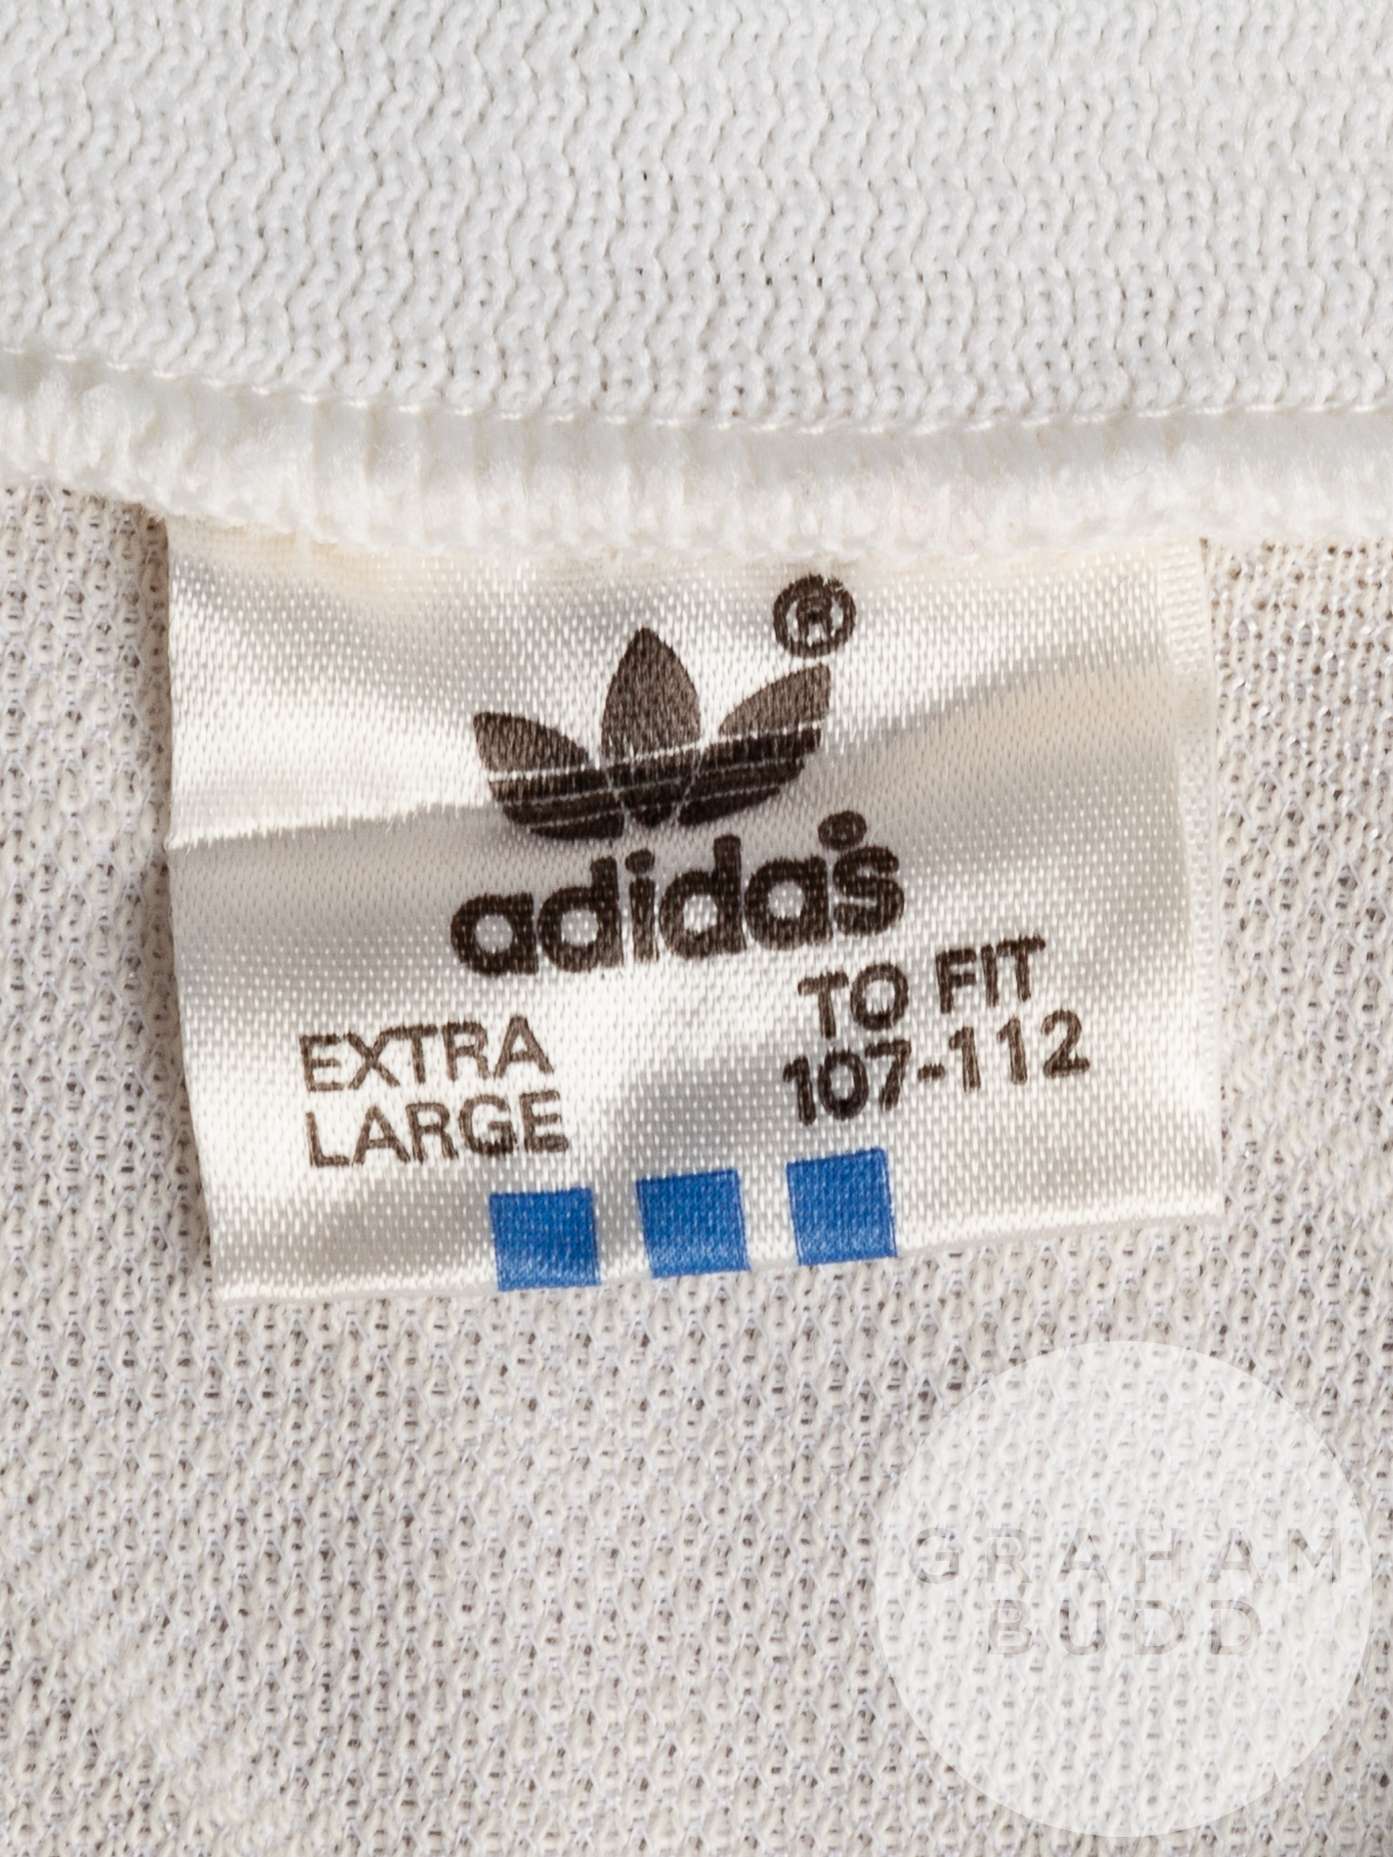 ®
adidas®
EXTRA
LARGE
TO FIT
107-112
GRAHAM
BUDD